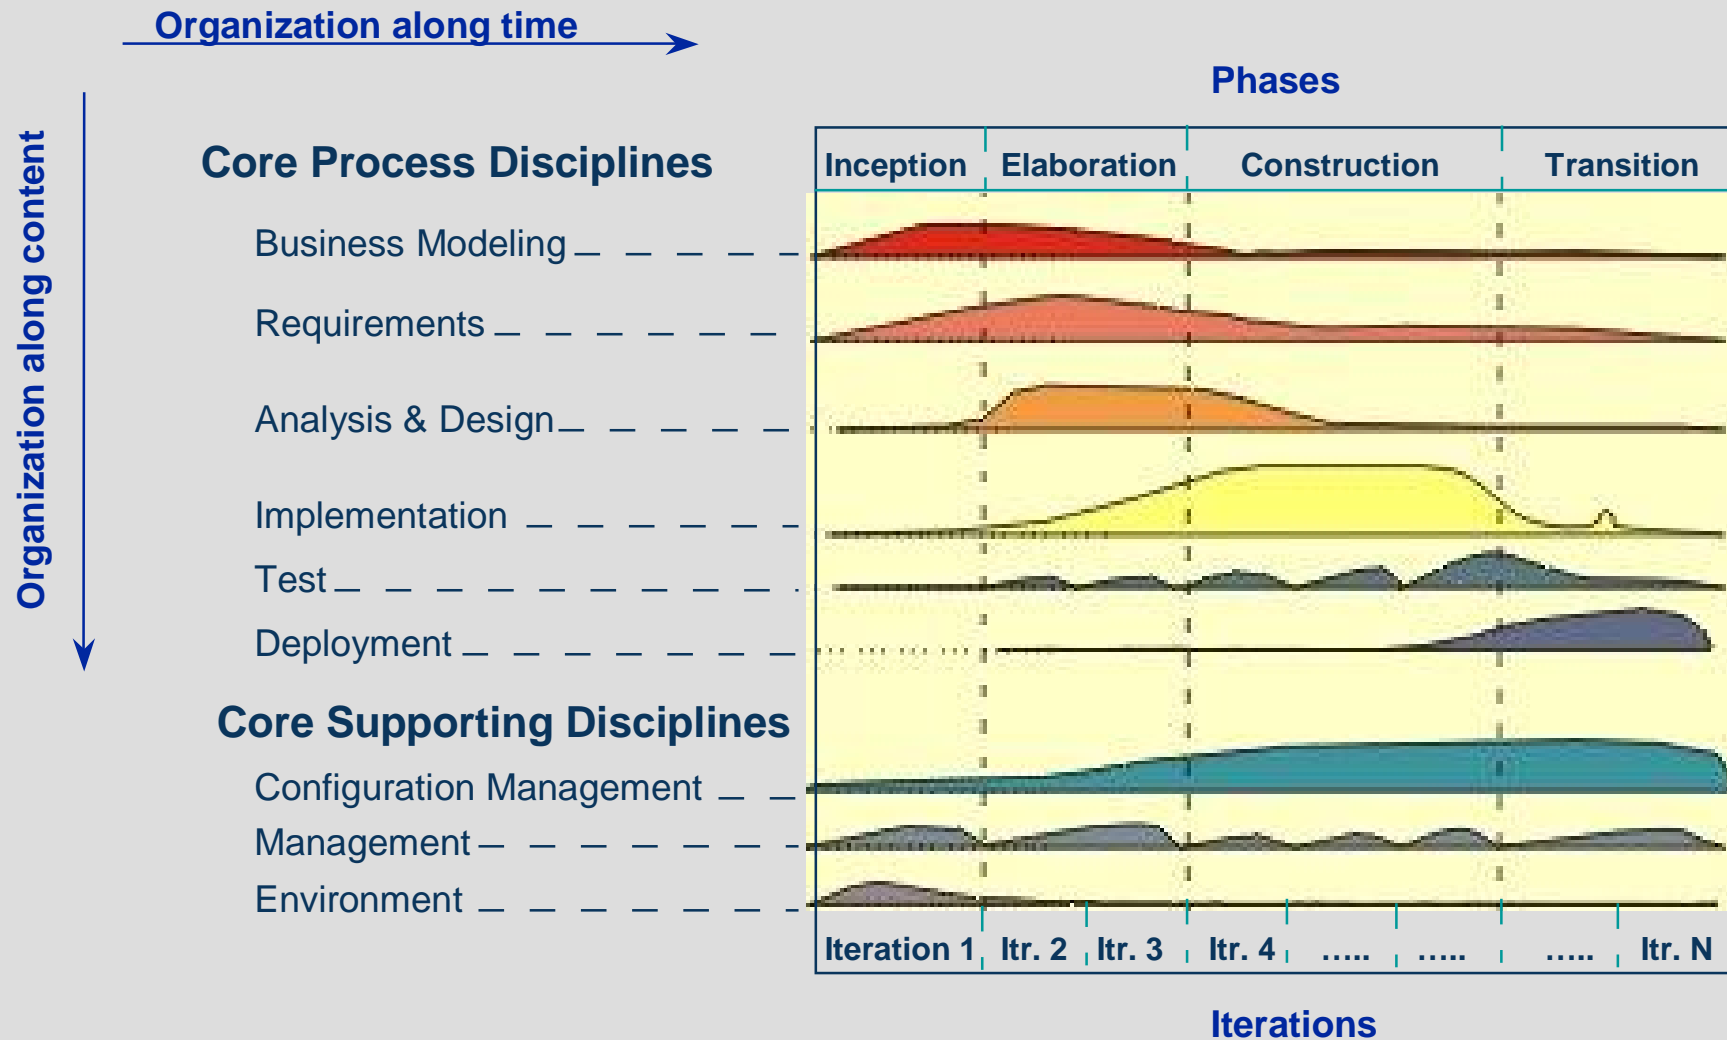 Organization along time
Phases
Organization along content
Core Process Disciplines
Inception Elaboration Construction Transition
Business Modeling
Requirements
Analysis & Design
Implementation
Test
Deployment
Core Supporting Disciplines
Configuration Management
Management
Environment
Iteration 1 Itr. 2 Itr. 3 Itr. 4 ..... ..... ..... Itr. N
Iterations